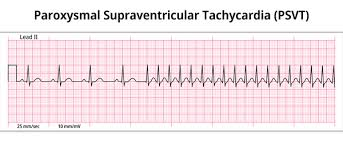 Paroxysmal Supraventricular Tachycardia (PSVT)
Lead II
25 mm/sec 10 mm/mV